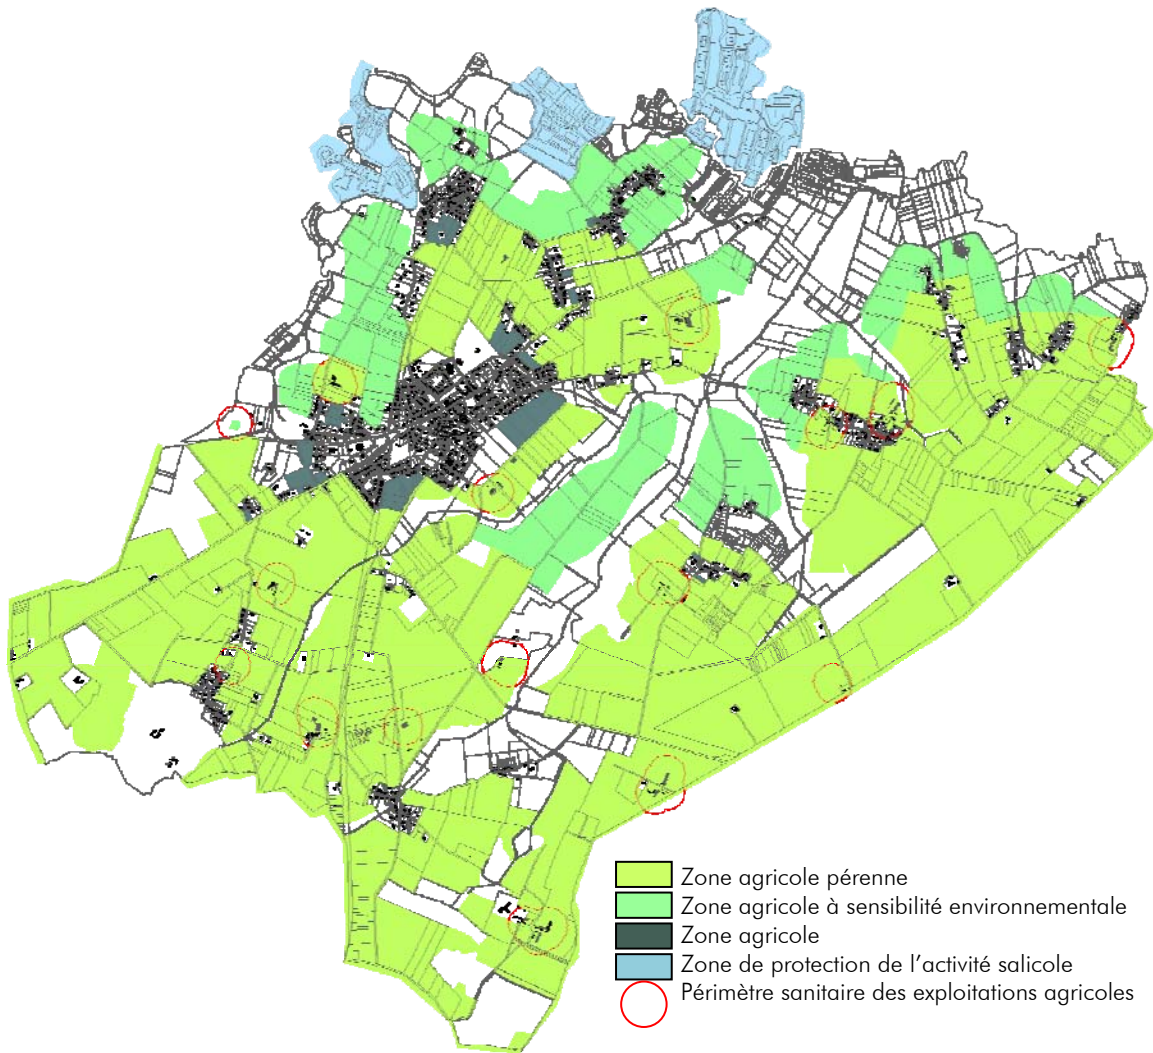 Zone agricole pérenne
Zone agricole à sensibilité environnementale
Zone agricole
Zone de protection de l'activité salicole
Périmètre sanitaire des exploitations agricoles